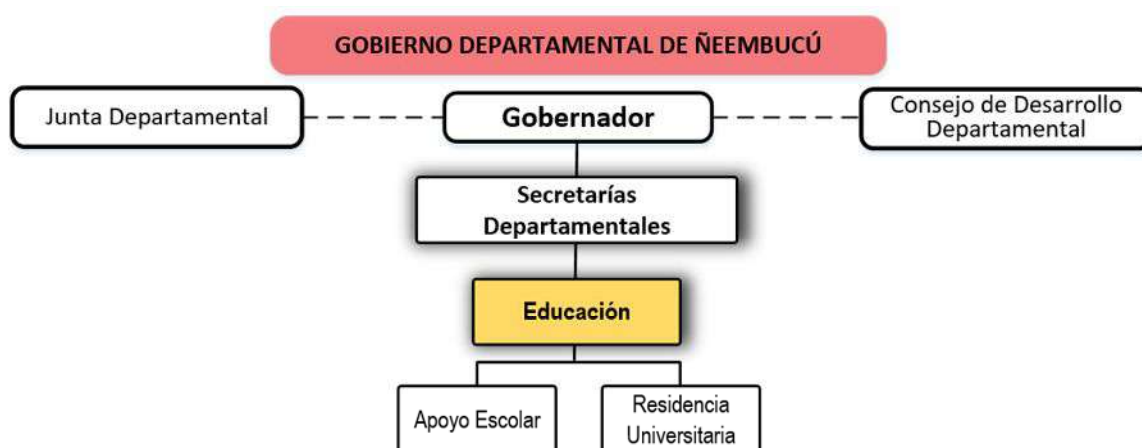 GOBIERNO DEPARTAMENTAL DE ÑEEMBUCÚ
Junta Departamental
Gobernador
Consejo de Desarrollo
Departamental
Secretarías
Departamentales
Educación
Apoyo Escolar
Residencia
Universitaria